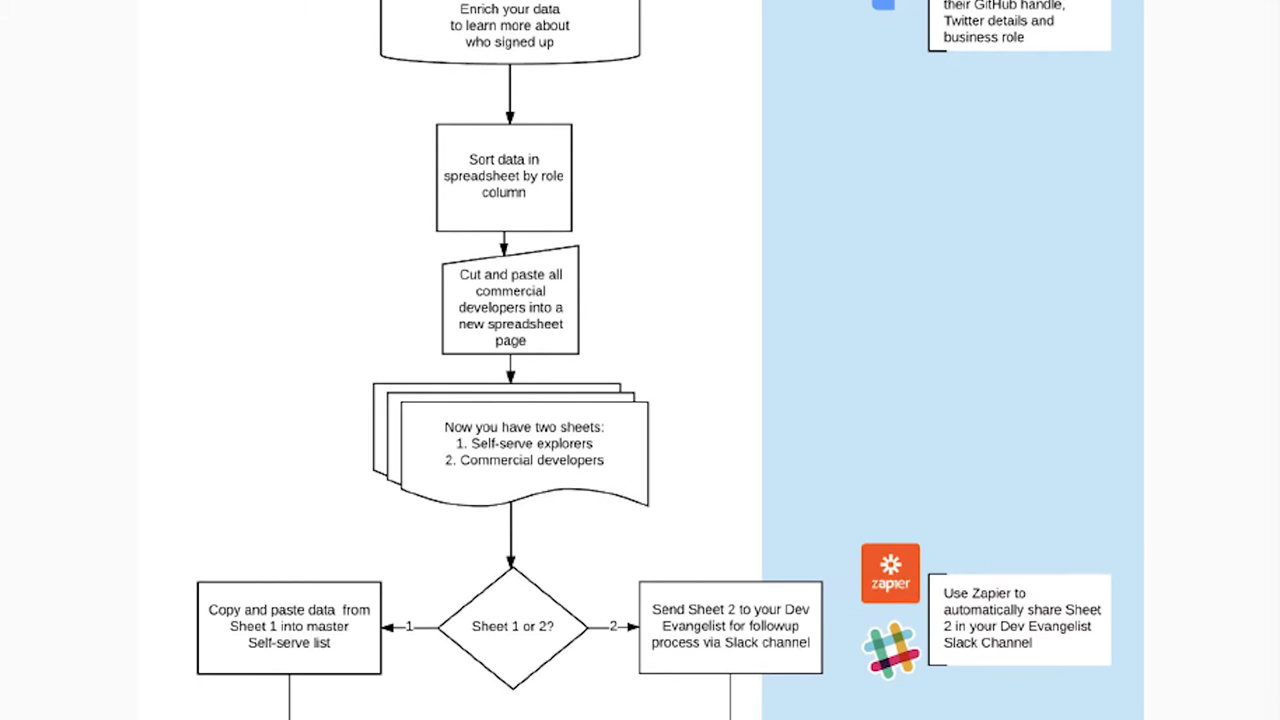 Enrich your data
to learn more about
who signed up
their GitHub handle,
Twitter details and
business role
Sort data in
spreadsheet by role
column
Cut and paste all
commercial
developers into a
new spreadsheet
page
Now you have two sheets:
1. Self-serve explorers
2. Commercial developers
Copy and paste data from
Sheet 1 into master
Self-serve list
1
Sheet 1 or 2?
2
Send Sheet 2 to your Dev
Evangelist for followup
process via Slack channel
zapier
Use Zapier to
automatically share Sheet
2 in your Dev Evangelist
Slack Channel